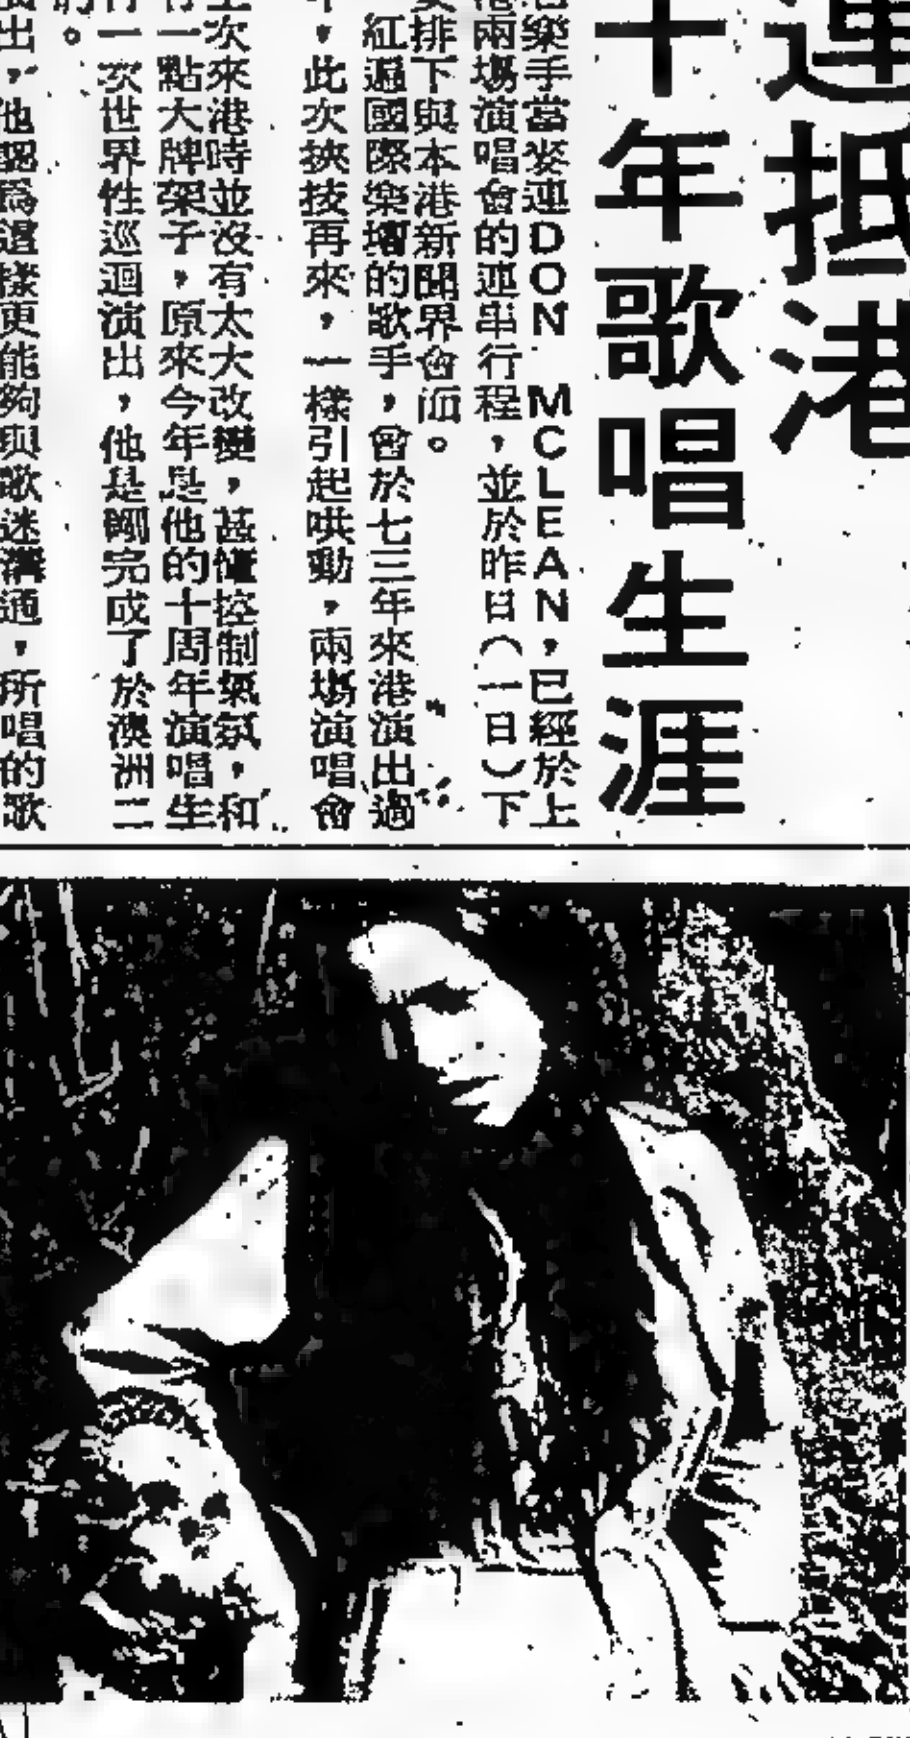 連抵港
十年歌唱生涯
樂手當麥連DON MCLEAN,已經於上
港兩場演唱會的連串行程,並於昨日(一日)下
排下與本港新聞界會面。
紅遍國際樂壇的歌手,曾於七三年來港演出過
,此次挾技再來,一樣引起哄動,兩場演唱會
次來港時並沒有太大改變,甚懂控制氣氛,和
一點大牌架子,原來今年是他的十周年演唱生
行一次世界性巡迴演出,他是剛完成了於澳洲二
的。
出,他認為這樣更能夠與歌迷溝通,所唱的歌